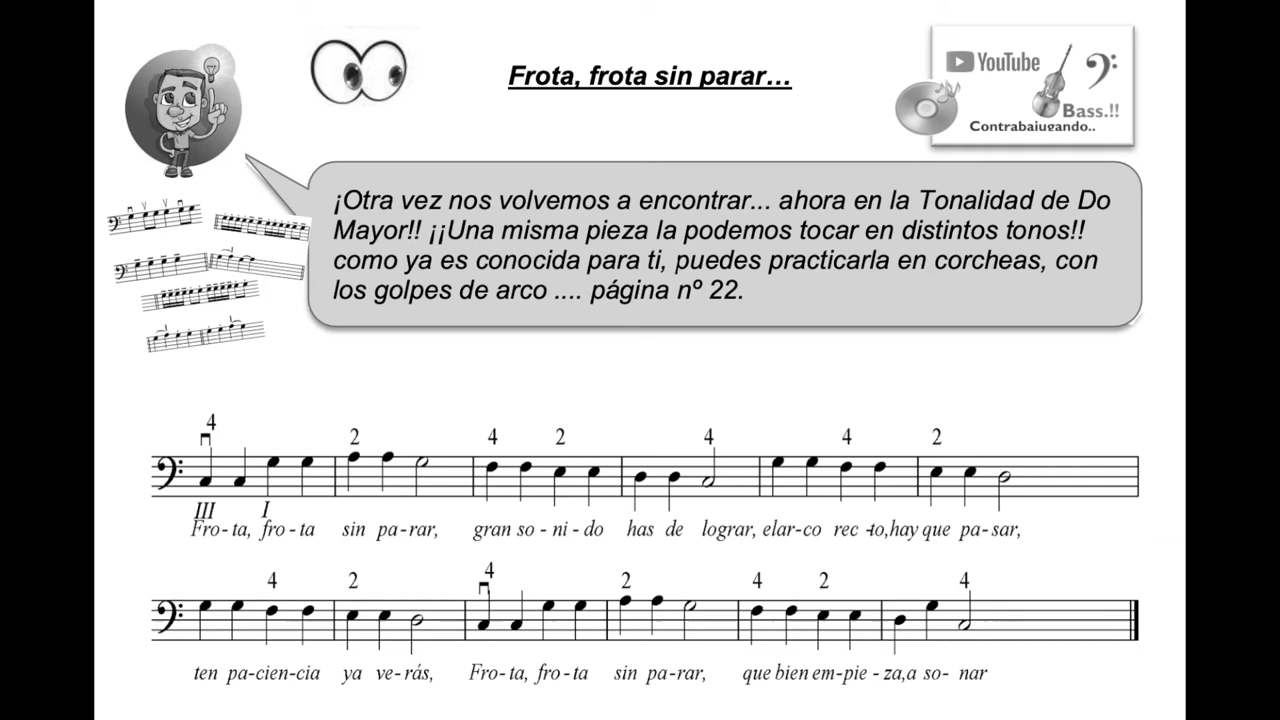 Frota, frota sin parar…
YouTube
Bass.!!
Contrabajugando..
¡Otra vez nos volvemos a encontrar... ahora en la Tonalidad de Do
Mayor!! ¡¡Una misma pieza la podemos tocar en distintos tonos!!
como ya es conocida para ti, puedes practicarla en corcheas, con
los golpes de arco .... página nº 22.
4 2 4 2 4 4 2
III I
Fro-ta, fro-ta sin pa-rar, gran so-ni-do has de lograr, elar-co rec-to,hay que pa-sar,
4 2 4 2 4 2 4
ten pa-cien-cia ya ve-rás, Fro-ta, fro-ta sin pa-rar, que bien em-pie-za,a so-nar